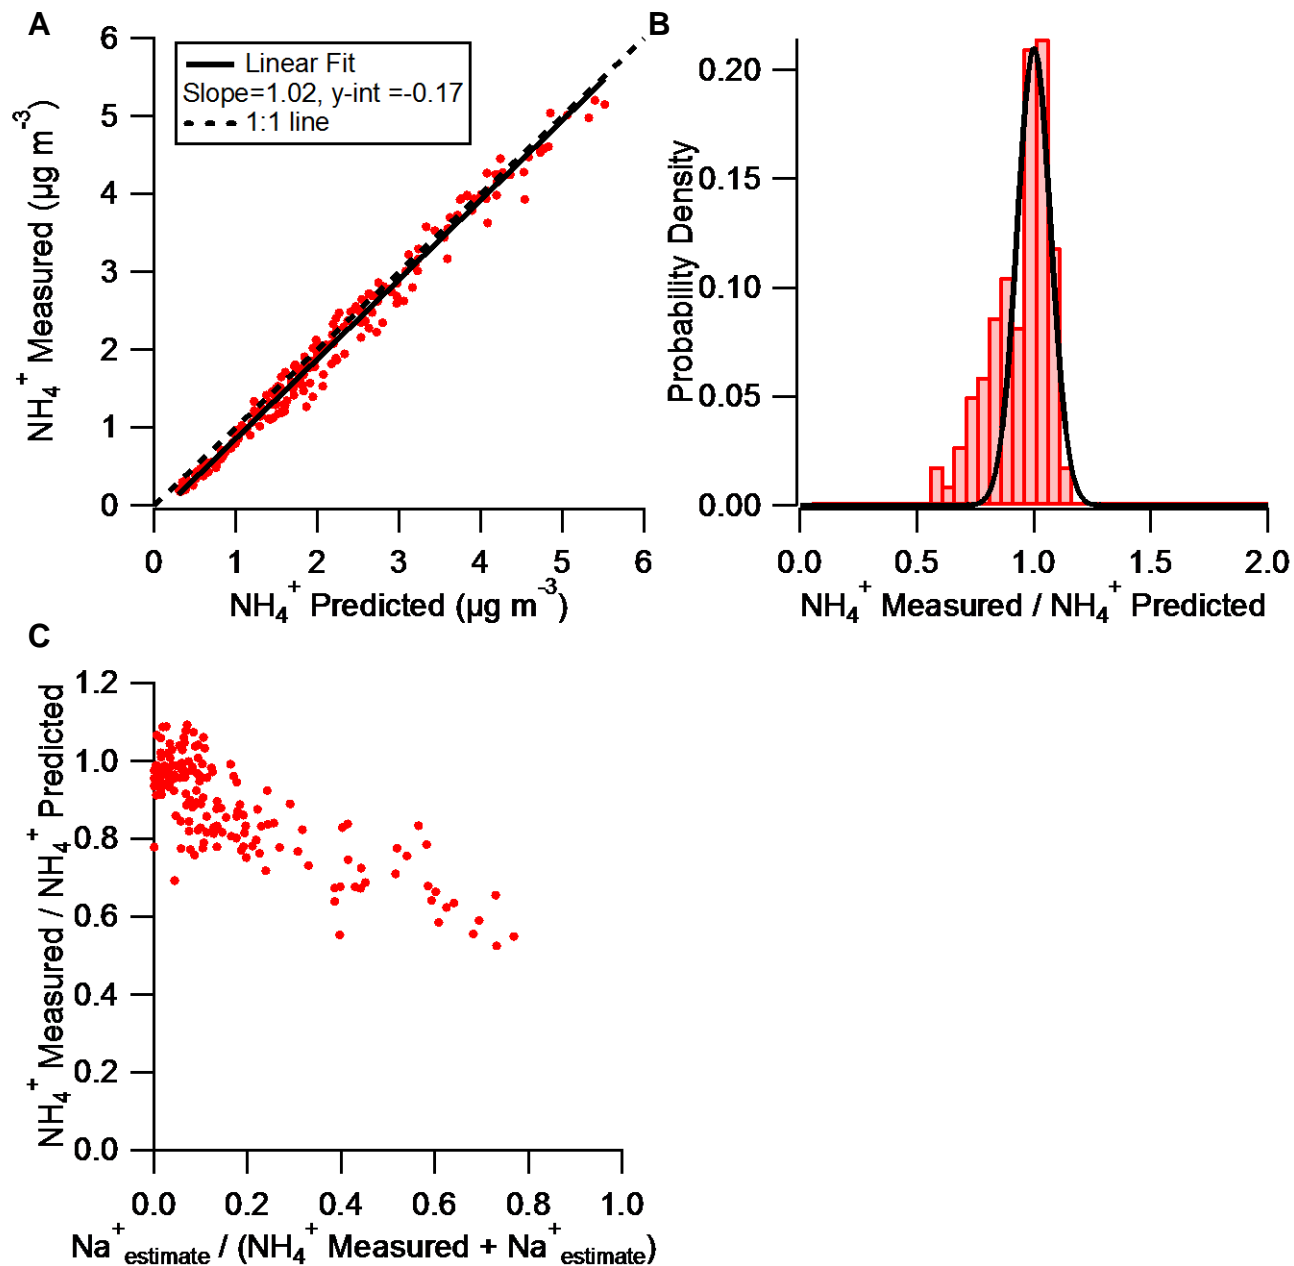 A
NH₄⁺ Measured (µg m⁻³)
6
5
4
3
2
1
0
Linear Fit
Slope=1.02, y-int =-0.17
1:1 line
0 1 2 3 4 5 6
NH₄⁺ Predicted (µg m⁻³)
B
Probability Density
0.20
0.15
0.10
0.05
0.00
0.0 0.5 1.0 1.5 2.0
NH₄⁺ Measured / NH₄⁺ Predicted
C
NH₄⁺ Measured / NH₄⁺ Predicted
1.2
1.0
0.8
0.6
0.4
0.2
0.0
0.0 0.2 0.4 0.6 0.8 1.0
Na⁺estimate / (NH₄⁺ Measured + Na⁺estimate)